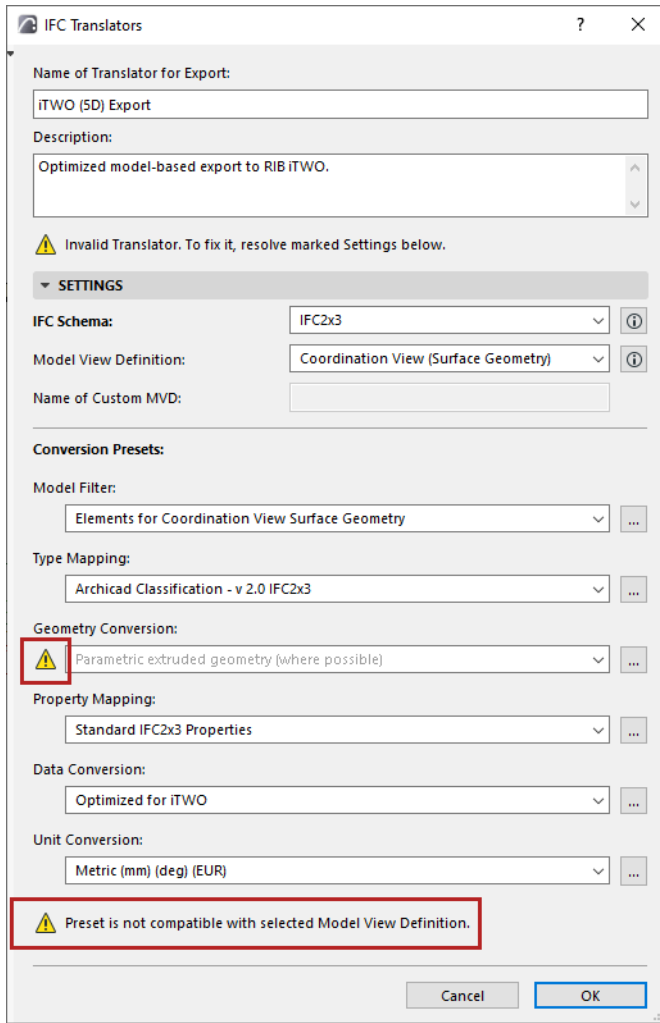 IFC Translators
?
Name of Translator for Export:
iTWO (5D) Export
Description:
Optimized model-based export to RIB iTWO.
Invalid Translator. To fix it, resolve marked Settings below.
SETTINGS
IFC Schema:
IFC2x3
Model View Definition:
Coordination View (Surface Geometry)
Name of Custom MVD:
Conversion Presets:
Model Filter:
Elements for Coordination View Surface Geometry
...
Type Mapping:
Archicad Classification - v 2.0 IFC2x3
...
Geometry Conversion:
Parametric extruded geometry (where possible)
...
Property Mapping:
Standard IFC2x3 Properties
...
Data Conversion:
Optimized for iTWO
...
Unit Conversion:
Metric (mm) (deg) (EUR)
...
Preset is not compatible with selected Model View Definition.
Cancel
OK